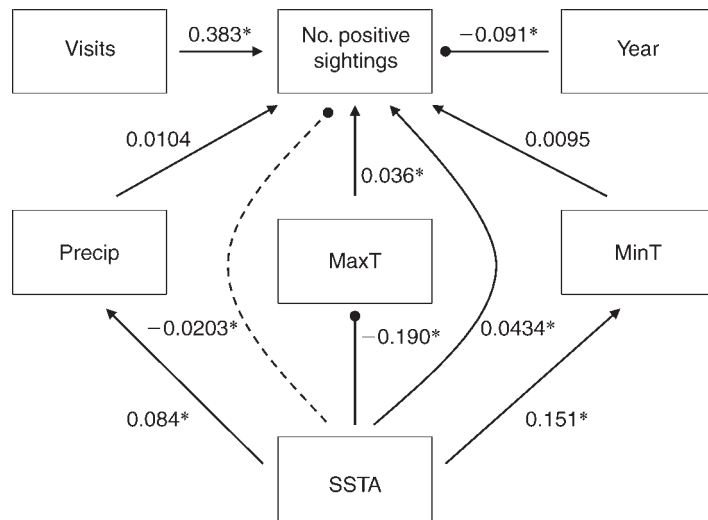 Visits
0.383*
No. positive
sightings
−0.091*
Year
0.0104
0.036*
0.0095
Precip
MaxT
MinT
−0.0203*
−0.190*
0.0434*
0.084*
0.151*
SSTA